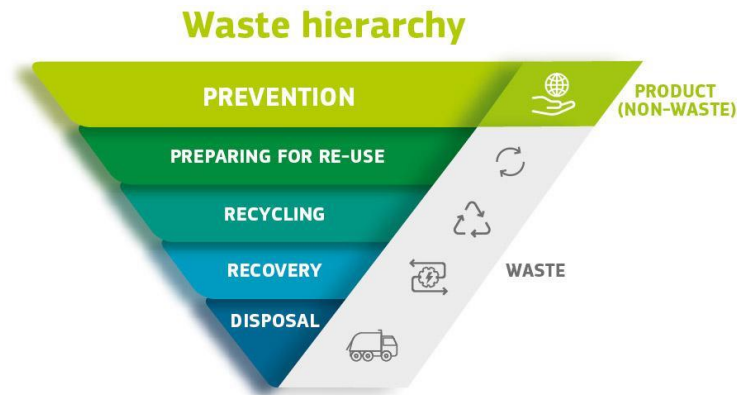 Waste hierarchy
PREVENTION
PRODUCT
(NON-WASTE)
PREPARING FOR RE-USE
RECYCLING
RECOVERY
WASTE
DISPOSAL